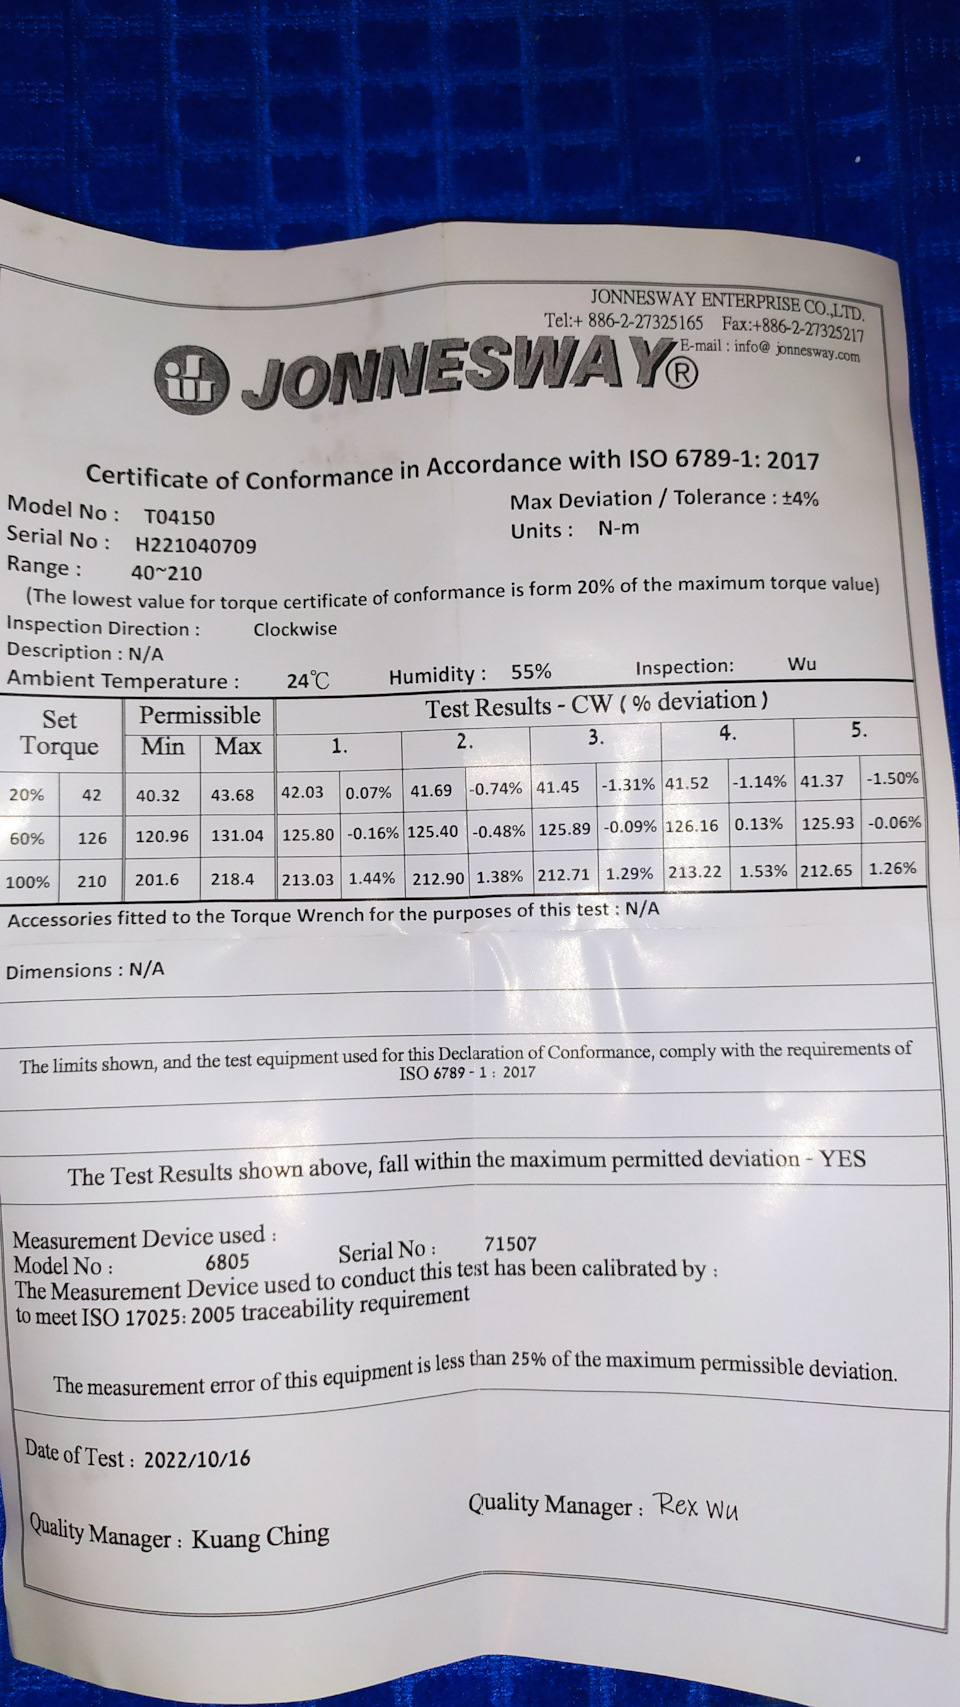 JONNESWAY ENTERPRISE CO.,LTD.
Tel:+ 886-2-27325165 Fax:+886-2-27325217
E-mail : info@ jonnesway.com
JONNESWAY®
Certificate of Conformance in Accordance with ISO 6789-1: 2017
Model No : T04150
Max Deviation / Tolerance : ±4%
Serial No : H221040709
Units : N-m
Range : 40~210
(The lowest value for torque certificate of conformance is form 20% of the maximum torque value)
Inspection Direction : Clockwise
Description : N/A
Ambient Temperature : 24℃ Humidity : 55% Inspection: Wu
Set Torque Permissible Test Results - CW ( % deviation )
Min Max 1. 2. 3. 4. 5.
20% 42 40.32 43.68 42.03 0.07% 41.69 -0.74% 41.45 -1.31% 41.52 -1.14% 41.37 -1.50%
60% 126 120.96 131.04 125.80 -0.16% 125.40 -0.48% 125.89 -0.09% 126.16 0.13% 125.93 -0.06%
100% 210 201.6 218.4 213.03 1.44% 212.90 1.38% 212.71 1.29% 213.22 1.53% 212.65 1.26%
Accessories fitted to the Torque Wrench for the purposes of this test : N/A
Dimensions : N/A
The limits shown, and the test equipment used for this Declaration of Conformance, comply with the requirements of
ISO 6789 - 1 : 2017
The Test Results shown above, fall within the maximum permitted deviation - YES
Measurement Device used :
Model No : 6805 Serial No : 71507
The Measurement Device used to conduct this test has been calibrated by :
to meet ISO 17025: 2005 traceability requirement
The measurement error of this equipment is less than 25% of the maximum permissible deviation.
Date of Test : 2022/10/16
Quality Manager : Kuang Ching
Quality Manager : Rex Wu